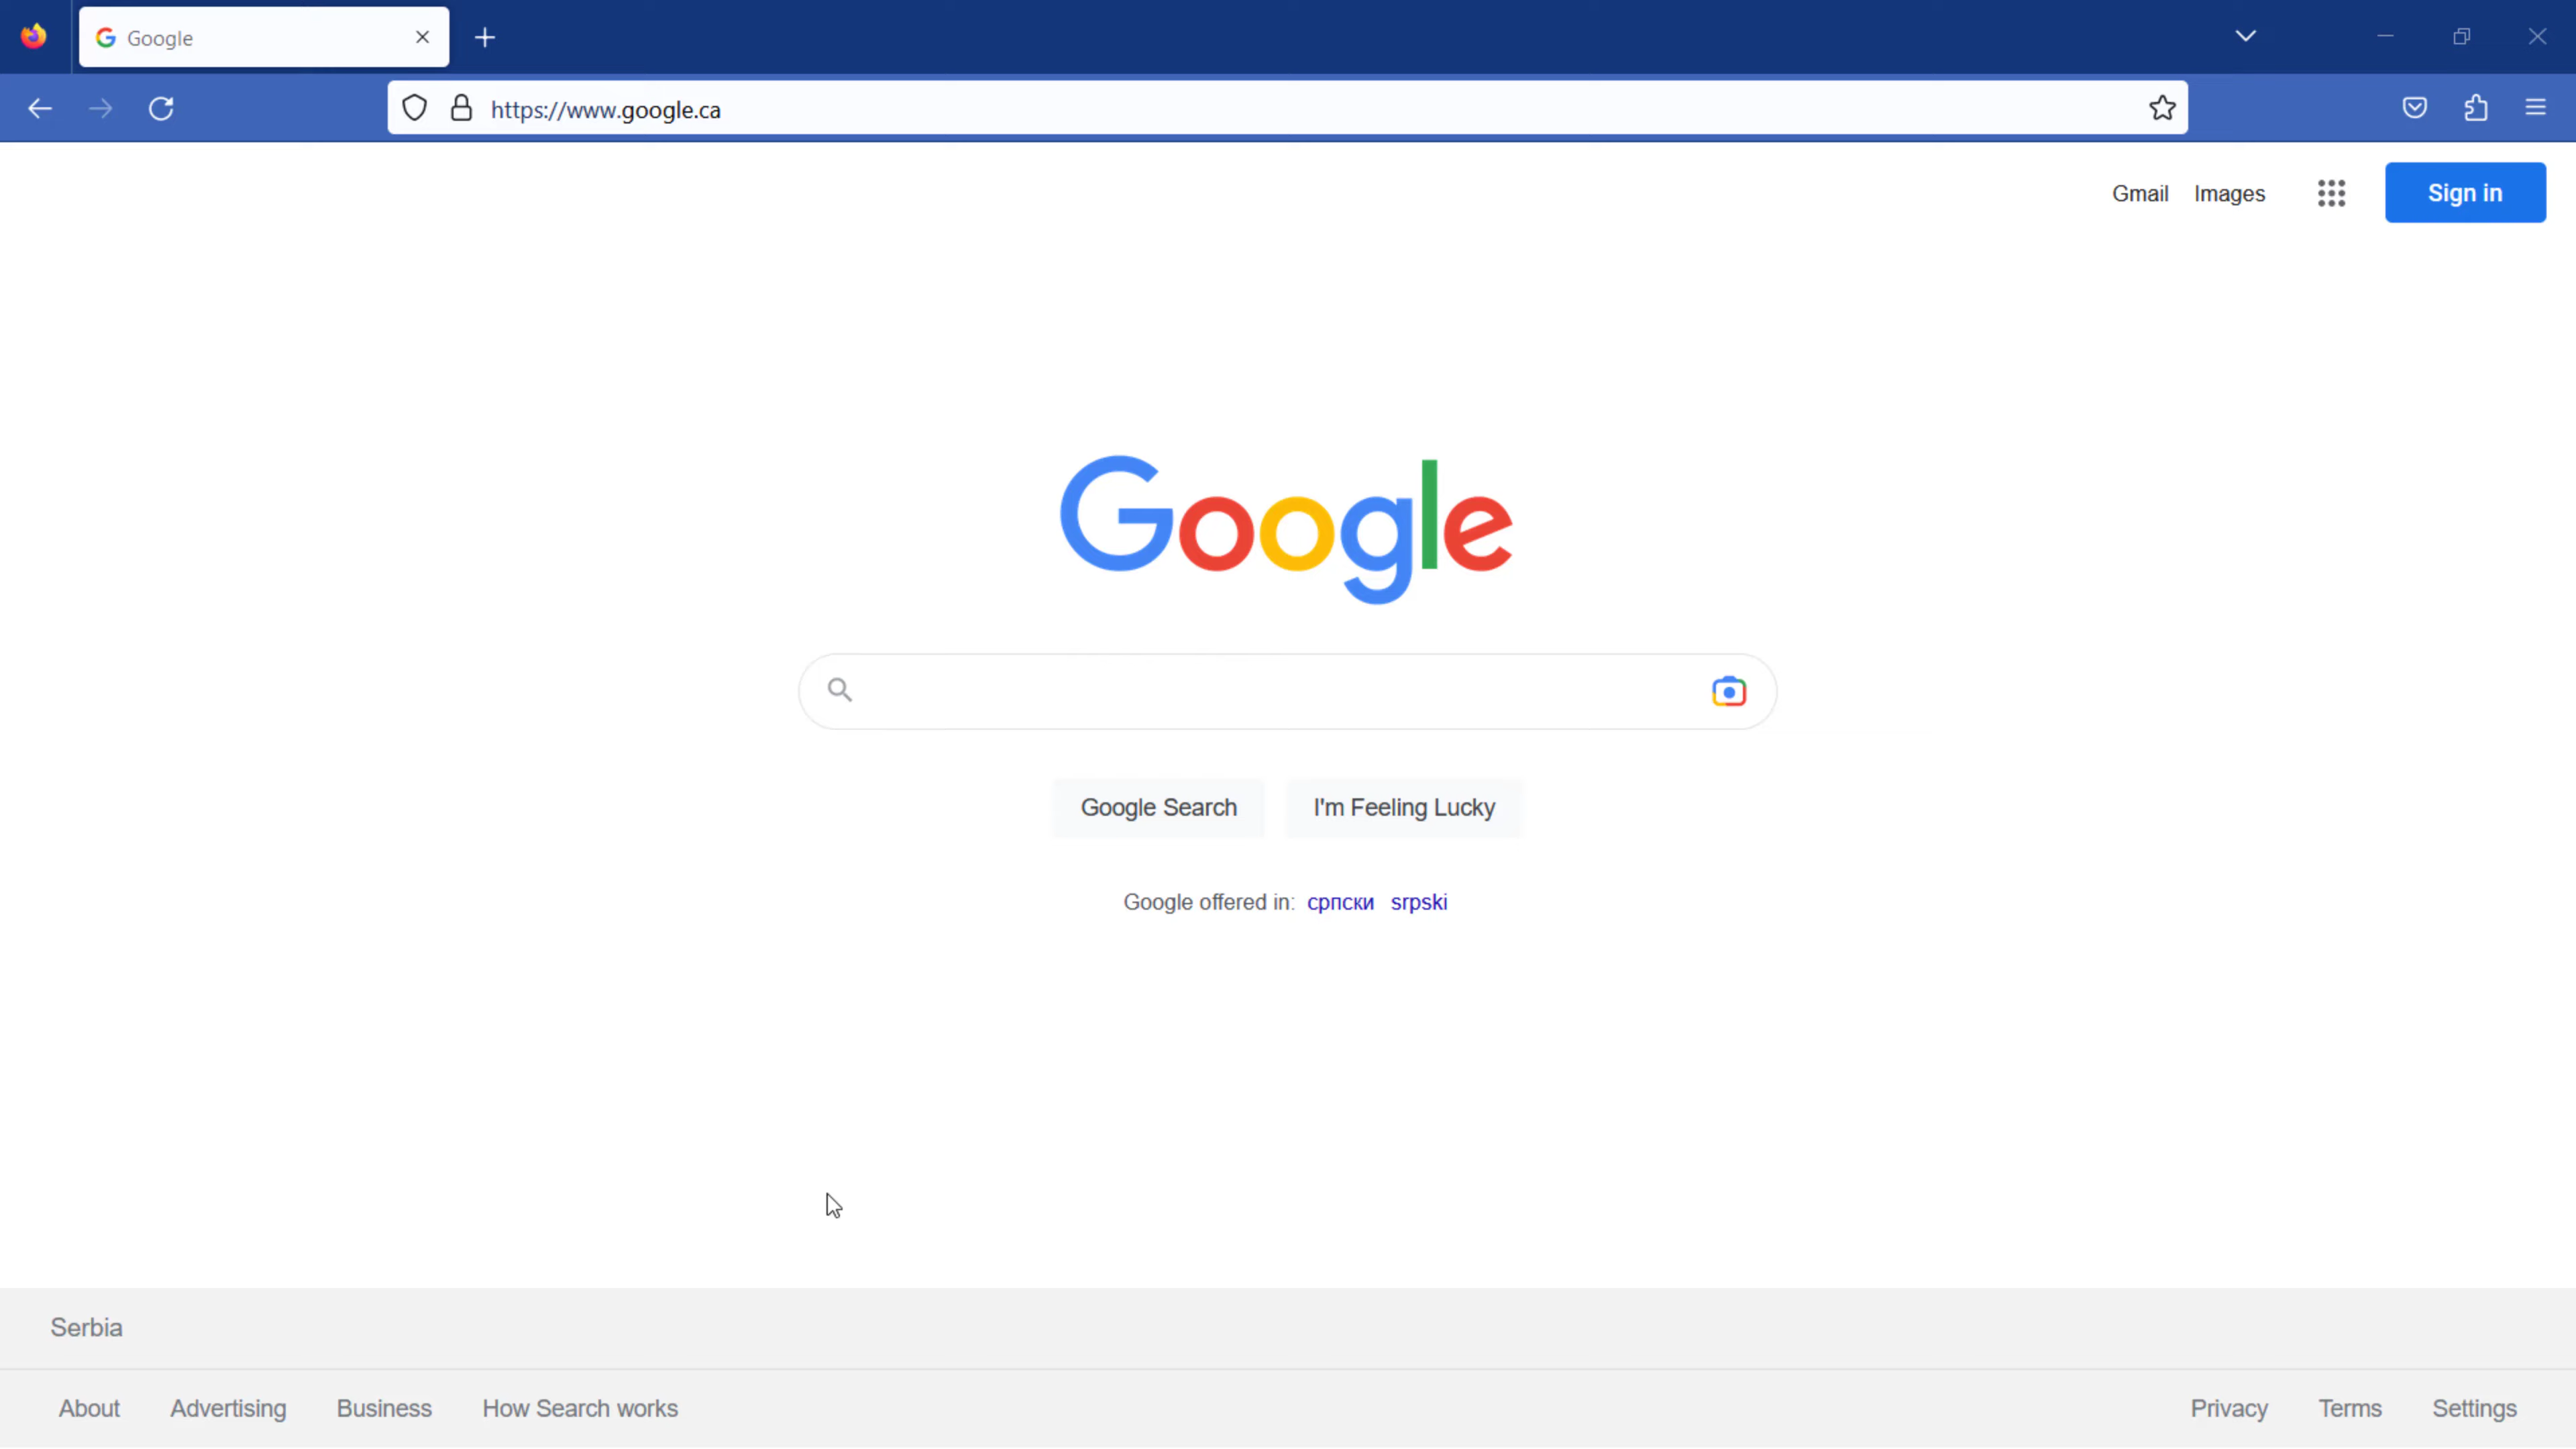 Google
https://www.google.ca
Gmail Images Sign in
Google
Google Search I'm Feeling Lucky
Google offered in: српски srpski
Serbia
About Advertising Business How Search works Privacy Terms Settings